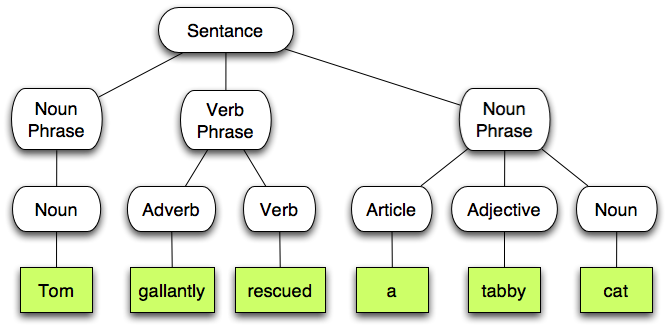 Sentance
Noun
Phrase
Verb
Phrase
Noun
Phrase
Noun
Adverb
Verb
Article
Adjective
Noun
Tom
gallantly
rescued
a
tabby
cat